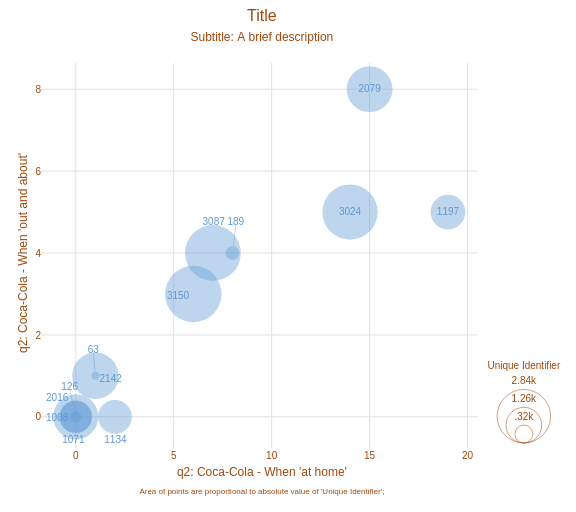 Title
Subtitle: A brief description
8
6
4
2
0
2079
3024
1197
3087 189
3150
63
2142
126
2016
1008
1071
1134
0
5
10
15
20
q2: Coca-Cola - When 'out and about'
q2: Coca-Cola - When 'at home'
Unique Identifier
2.84k
1.26k
.32k
Area of points are proportional to absolute value of 'Unique Identifier';